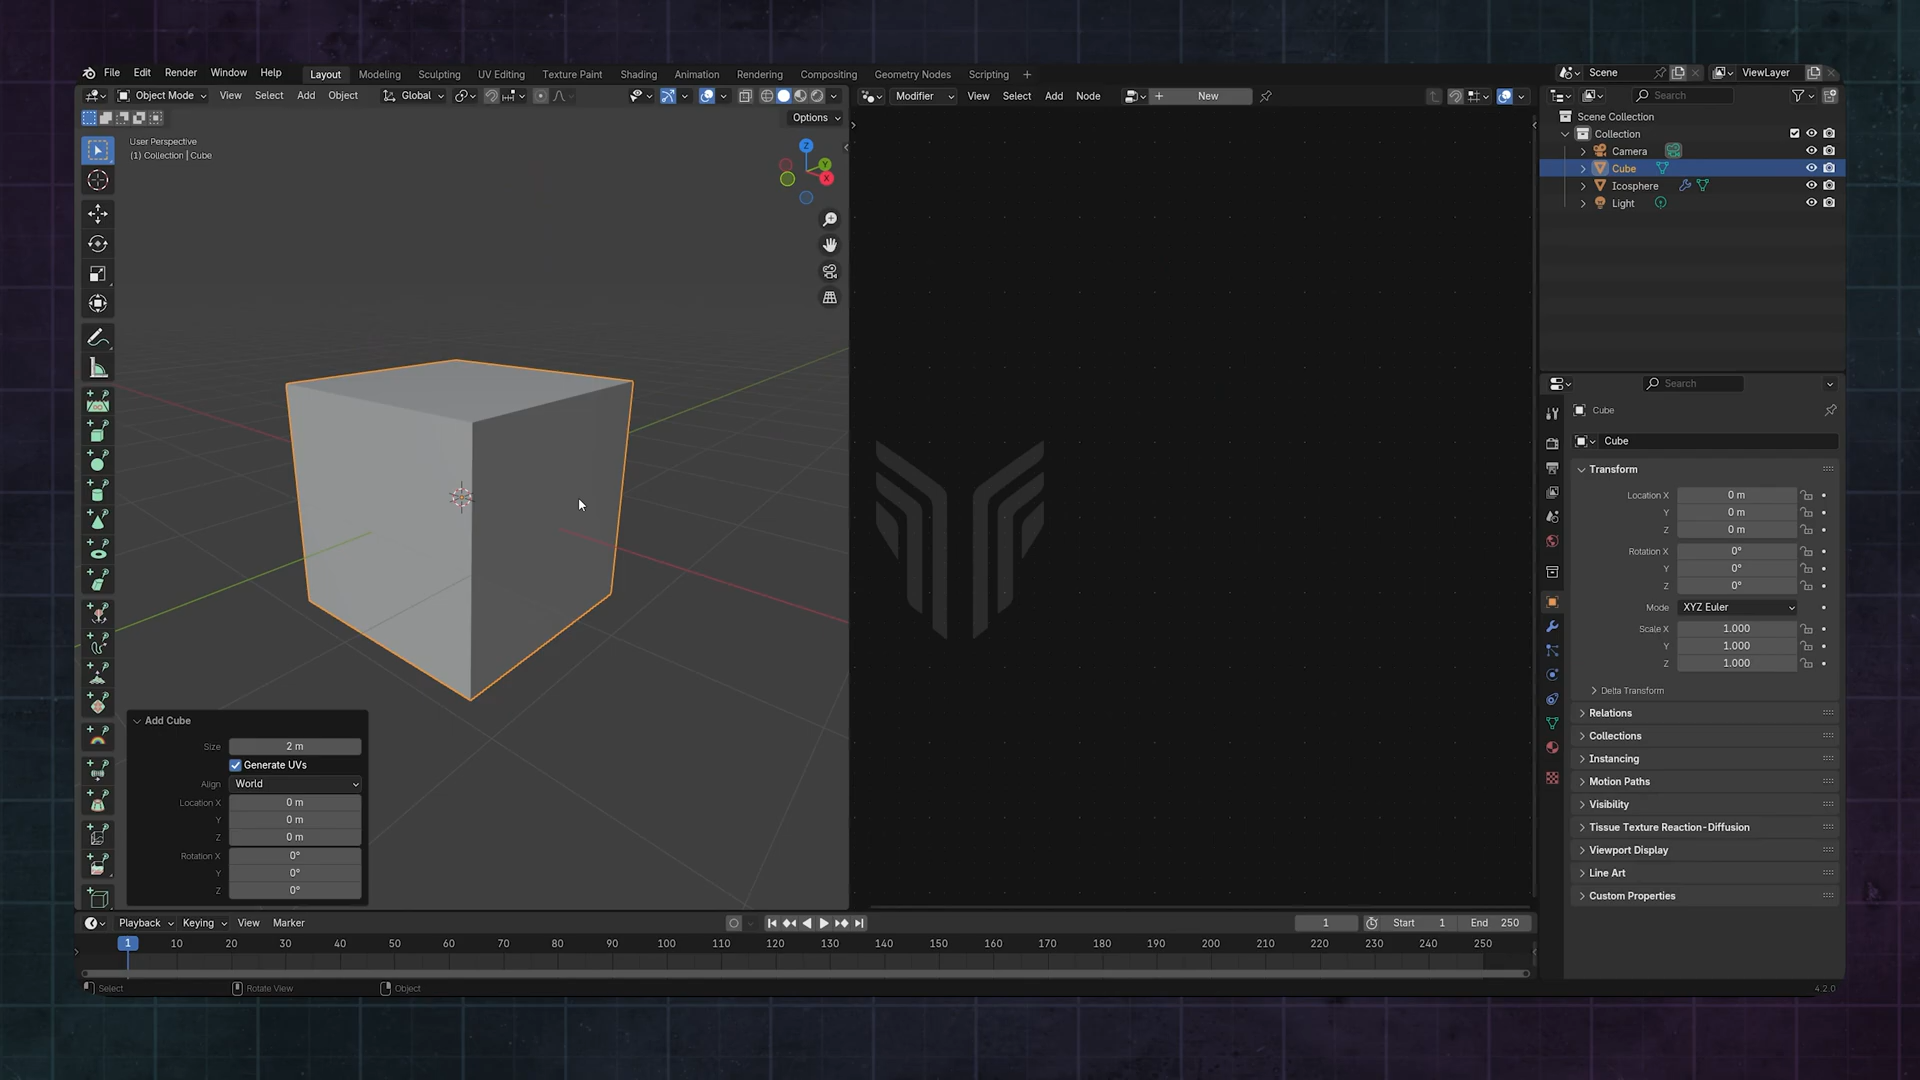 File Edit Render Window Help Layout Modeling Sculpting UV Editing Texture Paint Shading Animation Rendering Compositing Geometry Nodes Scripting + Scene ViewLayer
Object Mode View Select Add Object Global Modifier View Select Add Node + New Search
Options
User Perspective
(1) Collection | Cube
Z
Y
X
Scene Collection
Collection
Camera
Cube
Icosphere
Light
Search
Cube
Cube
Transform
Location X 0 m
Y 0 m
Z 0 m
Rotation X 0°
Y 0°
Z 0°
Mode XYZ Euler
Scale X 1.000
Y 1.000
Z 1.000
Delta Transform
Relations
Collections
Instancing
Motion Paths
Visibility
Tissue Texture Reaction-Diffusion
Viewport Display
Line Art
Custom Properties
Add Cube
Size 2 m
Generate UVs
Align World
Location X 0 m
Y 0 m
Z 0 m
Rotation X 0°
Y 0°
Z 0°
Playback Keying View Marker 1 Start 1 End 250
1 10 20 30 40 50 60 70 80 90 100 110 120 130 140 150 160 170 180 190 200 210 220 230 240 250
Select Rotate View Object 4.2.0